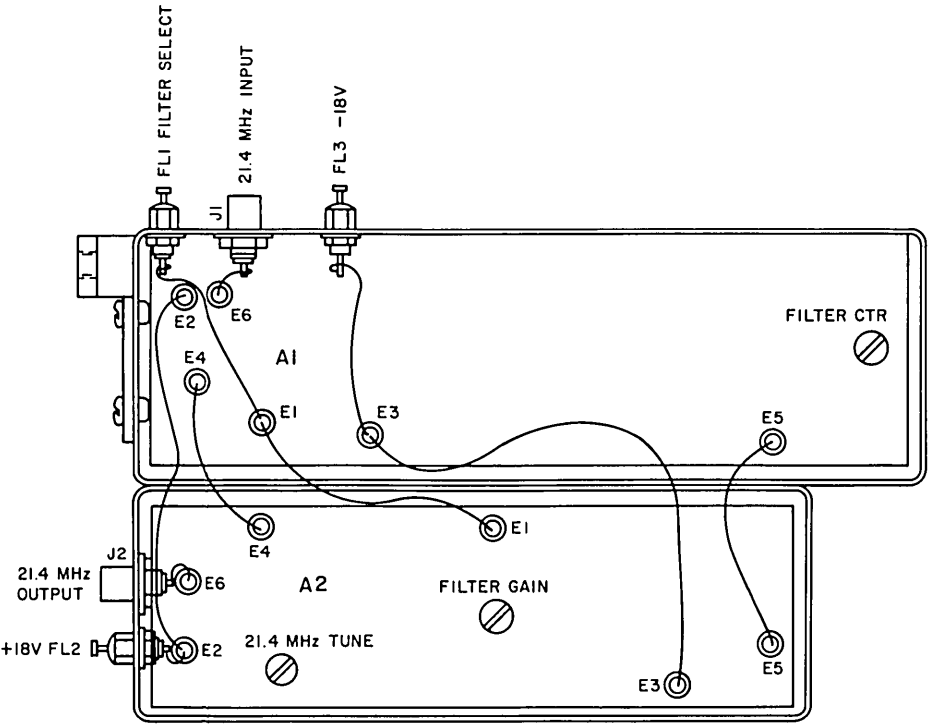 FL1 FILTER SELECT
J1
21.4 MHz INPUT
FL3 -18V
E2
E6
FILTER CTR
E4
A1
E1
E3
E5
E4
E1
J2
21.4 MHz
OUTPUT
E6
A2
FILTER GAIN
+18V FL2
E2
21.4 MHz TUNE
E3
E5